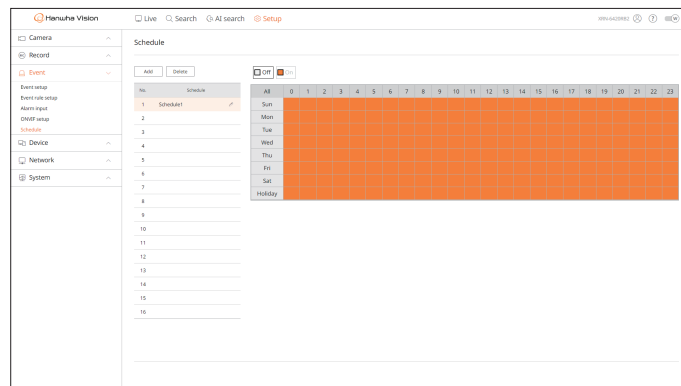 Hanwha Vision
Live Search AI search Setup
XRN-6420RB2
Camera
Record
Event
Event setup
Event rule setup
Alarm input
ONVIF setup
Schedule
Device
Network
System
Schedule
Add Delete
Off On
No. Schedule
1 Schedule1
2
3
4
5
6
7
8
9
10
11
12
13
14
15
16
All 0 1 2 3 4 5 6 7 8 9 10 11 12 13 14 15 16 17 18 19 20 21 22 23
Sun
Mon
Tue
Wed
Thu
Fri
Sat
Holiday